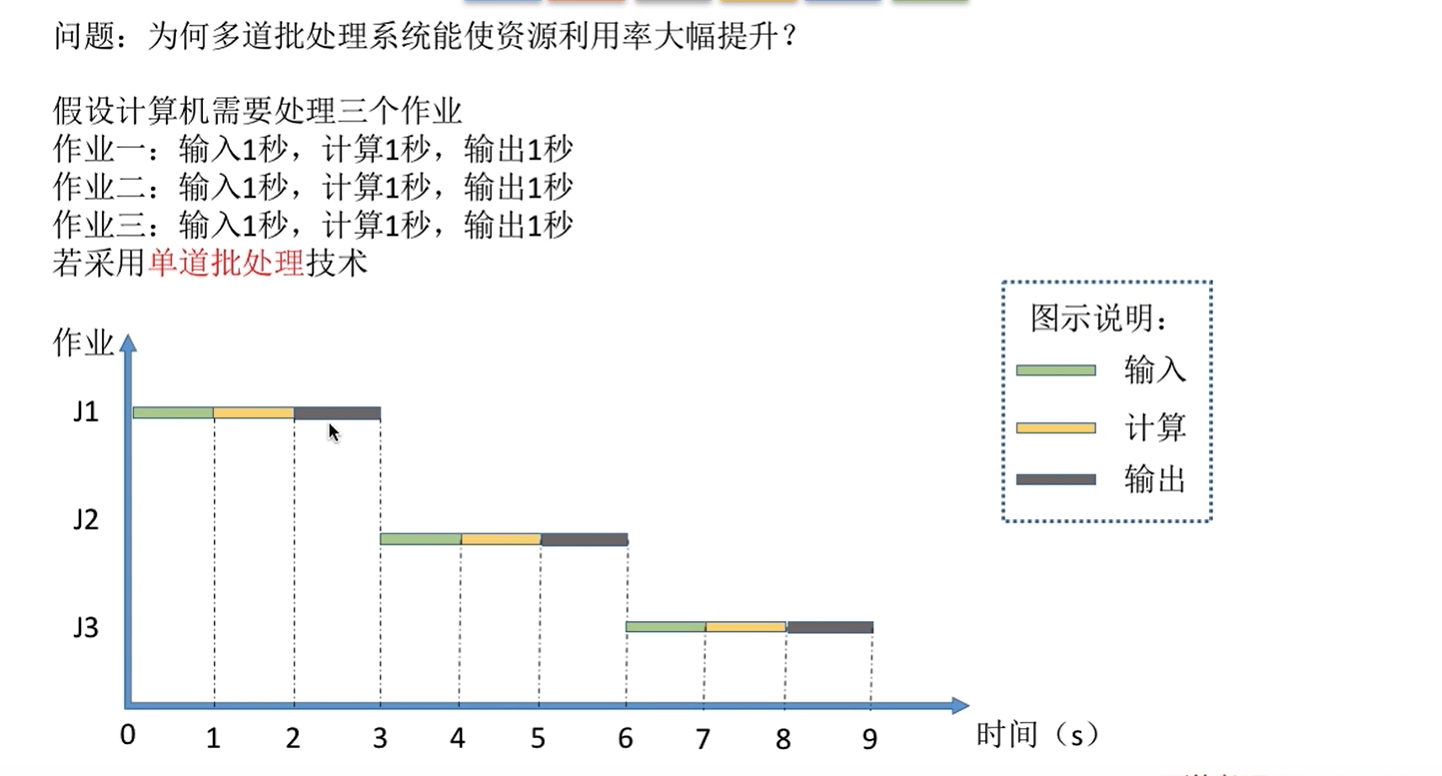 问题：为何多道批处理系统能使资源利用率大幅提升？
假设计算机需要处理三个作业
作业一：输入1秒，计算1秒，输出1秒
作业二：输入1秒，计算1秒，输出1秒
作业三：输入1秒，计算1秒，输出1秒
若采用单道批处理技术
作业
图示说明：
输入
计算
输出
J1
J2
J3
0 1 2 3 4 5 6 7 8 9 时间（s）